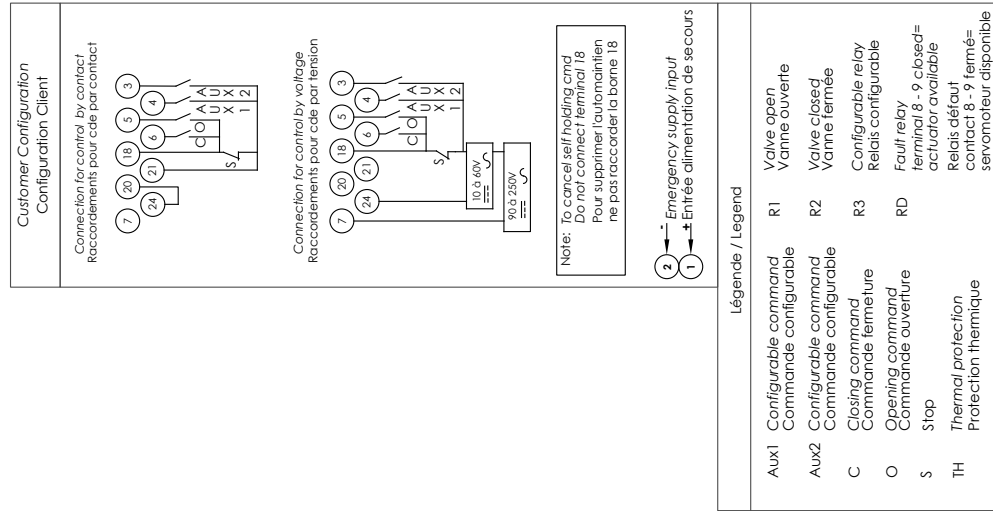 Customer Configuration
Configuration Client
Connection for control by contact
Raccordements pour cde par contact
7
20
24
21
18
6
5
4
3
S
C O
A A
U U
X X
1 2
Connection for control by voltage
Raccordements pour cde par tension
7
24
20
21
18
6
5
4
3
S
C O
A A
U U
X X
1 2
10 à 60V
90 à 250V
Note: To cancel self holding cmd
Do not connect terminal 18
Pour supprimer l'automaintien
ne pas raccorder la borne 18
2 - Emergency supply input
1 + Entrée alimentation de secours
Légende / Legend
Aux1 Configurable command
Commande configurable
Aux2 Configurable command
Commande configurable
C Closing command
Commande fermeture
O Opening command
Commande ouverture
S Stop
TH Thermal protection
Protection thermique
R1 Valve open
Vanne ouverte
R2 Valve closed
Vanne fermée
R3 Configurable relay
Relais configurable
RD Fault relay
terminal 8 - 9 closed=
actuator available
Relais défaut
contact 8 - 9 fermé=
servomoteur disponible